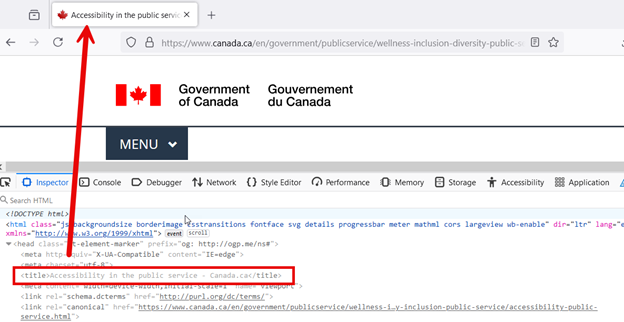 Accessibility in the public servic
https://www.canada.ca/en/government/publicservice/wellness-inclusion-diversity-public-se
Government of Canada
Gouvernement du Canada
MENU
Inspector Console Debugger Network Style Editor Performance Memory Storage Accessibility Application
Search HTML
<!DOCTYPE html>
<html class="js backgroundsize borderimage csstransitions fontface svg details progressbar meter mathml cors largeview wb-enable" dir="ltr" lang="e
xmlns="http://www.w3.org/1999/xhtml"> event scroll
<head class="-element-marker" prefix="og: http://ogp.me/ns#">
<meta http-equiv="X-UA-Compatible" content="IE=edge">
<meta charset="utf-8">
<title>Accessibility in the public service - Canada.ca</title>
<meta content="width=device-width,initial-scale=1" name="viewport"
<link rel="schema.dcterms" href="http://purl.org/dc/terms/">
<link rel="canonical" href="https://www.canada.ca/en/government/publicservice/wellness-i…y-inclusion-public-service/accessibility-public-
service.html">